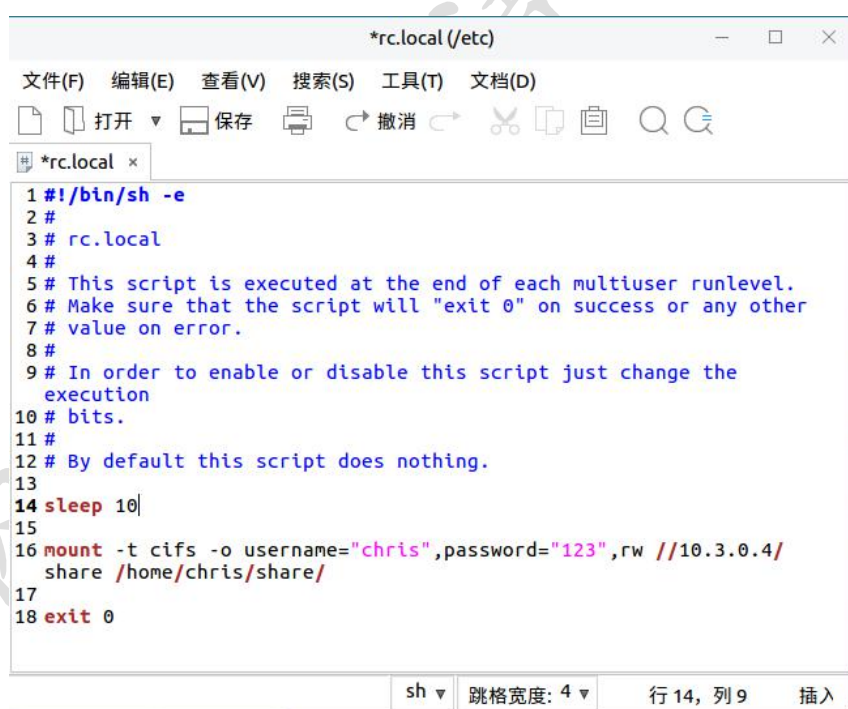 *rc.local (/etc)
文件(F) 编辑(E) 查看(V) 搜索(S) 工具(T) 文档(D)
打开 保存 撤消
*rc.local ×
1 #!/bin/sh -e
2 #
3 # rc.local
4 #
5 # This script is executed at the end of each multiuser runlevel.
6 # Make sure that the script will "exit 0" on success or any other
7 # value on error.
8 #
9 # In order to enable or disable this script just change the
execution
10 # bits.
11 #
12 # By default this script does nothing.
13
14 sleep 10
15
16 mount -t cifs -o username="chris",password="123",rw //10.3.0.4/
share /home/chris/share/
17
18 exit 0
sh 跳格宽度: 4 行 14，列 9 插入